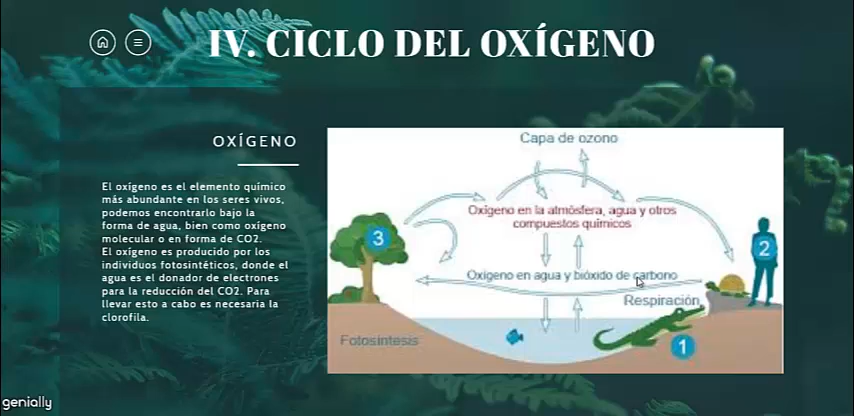 IV. CICLO DEL OXÍGENO
OXÍGENO
El oxígeno es el elemento químico
más abundante en los seres vivos,
podemos encontrarlo bajo la
forma de agua, bien como oxígeno
molecular o en forma de CO2.
El oxígeno es producido por los
individuos fotosintéticos, donde el
agua es el donador de electrones
para la reducción del CO2. Para
llevar esto a cabo es necesaria la
clorofila.
Capa de ozono
Oxígeno en la atmósfera, agua y otros
compuestos químicos
3
2
Oxígeno en agua y bióxido de carbono
Respiración
Fotosíntesis
1
genially